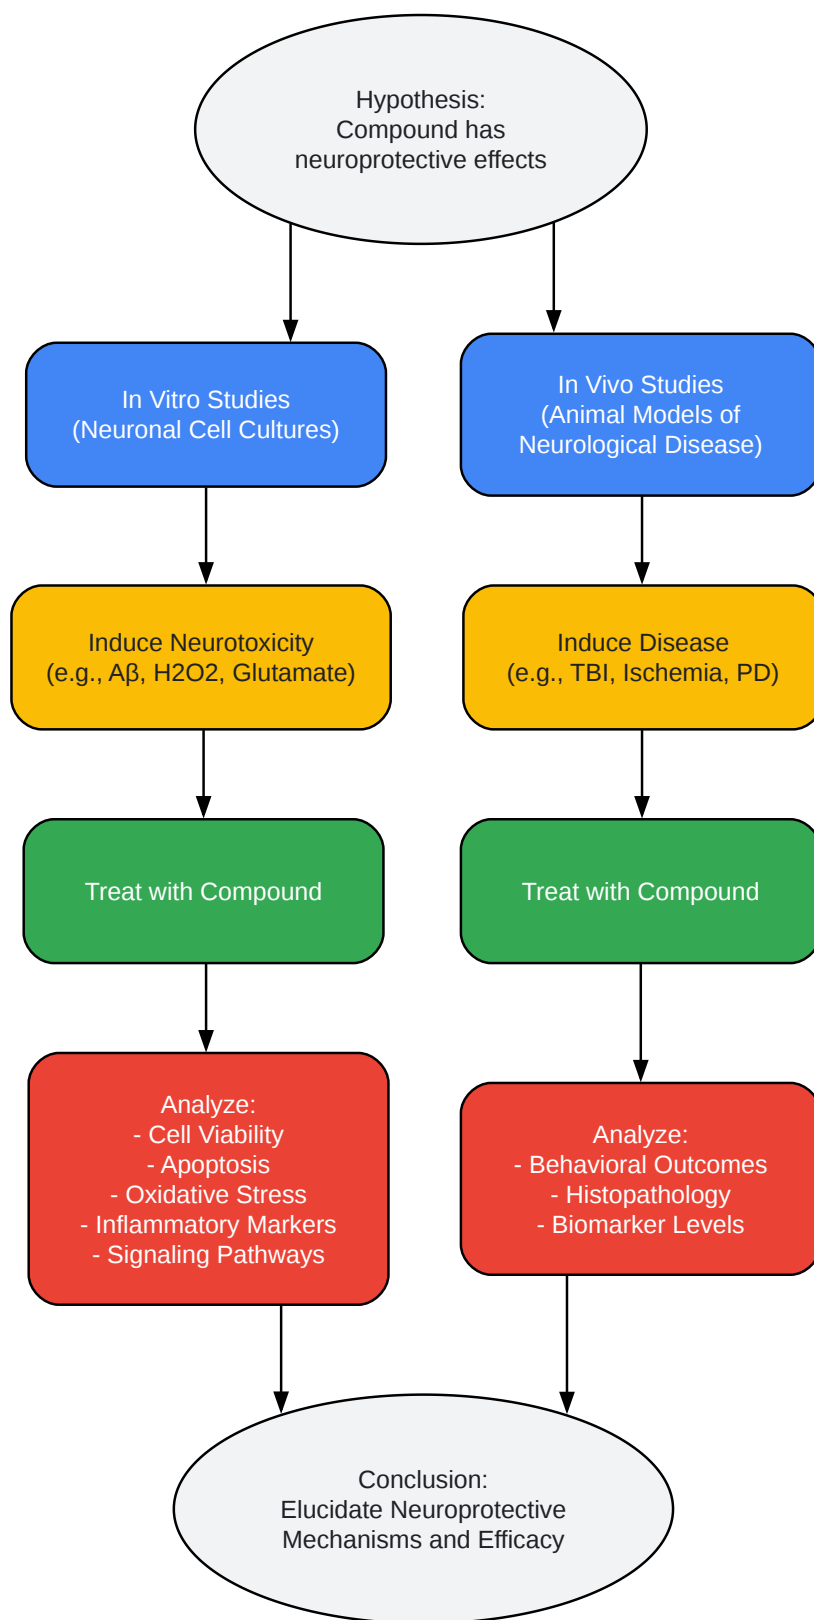 Hypothesis:
Compound has
neuroprotective effects
In Vitro Studies
(Neuronal Cell Cultures)
In Vivo Studies
(Animal Models of
Neurological Disease)
Induce Neurotoxicity
(e.g., Aβ, H2O2, Glutamate)
Induce Disease
(e.g., TBI, Ischemia, PD)
Treat with Compound
Treat with Compound
Analyze:
- Cell Viability
- Apoptosis
- Oxidative Stress
- Inflammatory Markers
- Signaling Pathways
Analyze:
- Behavioral Outcomes
- Histopathology
- Biomarker Levels
Conclusion:
Elucidate Neuroprotective
Mechanisms and Efficacy